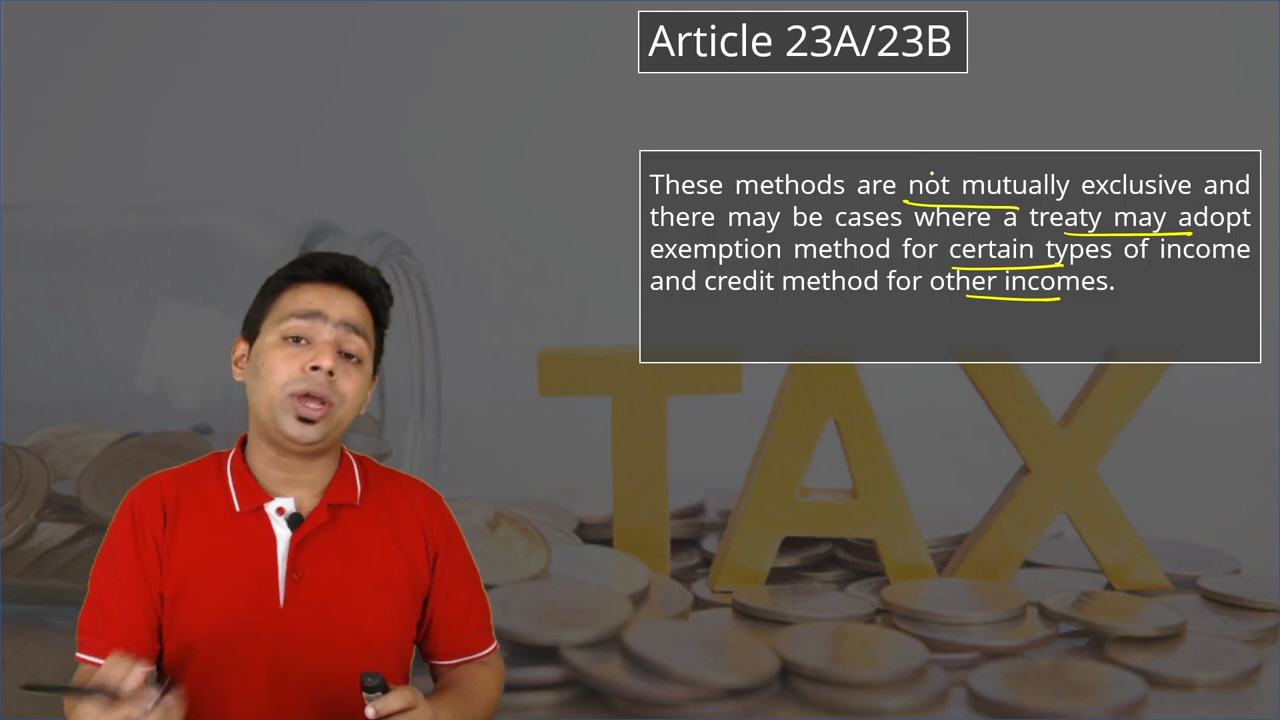 Article 23A/23B
These methods are not mutually exclusive and
there may be cases where a treaty may adopt
exemption method for certain types of income
and credit method for other incomes.
TAX